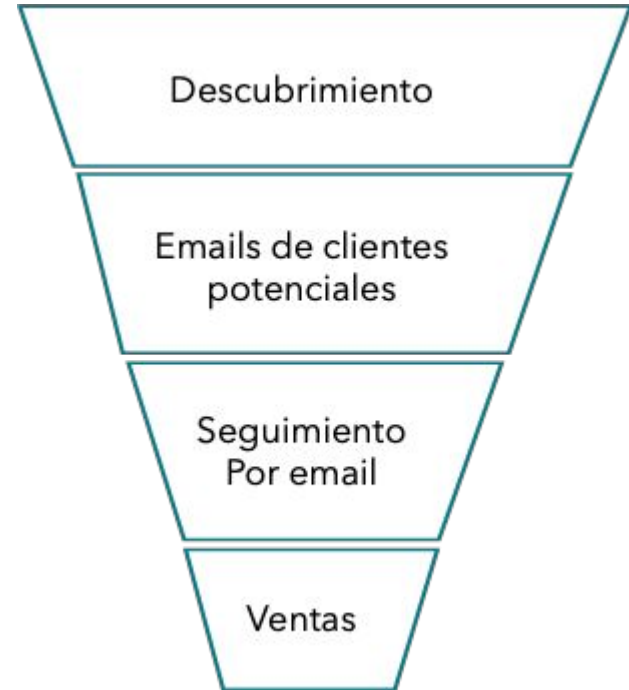 Descubrimiento
Emails de clientes
potenciales
Seguimiento
Por email
Ventas